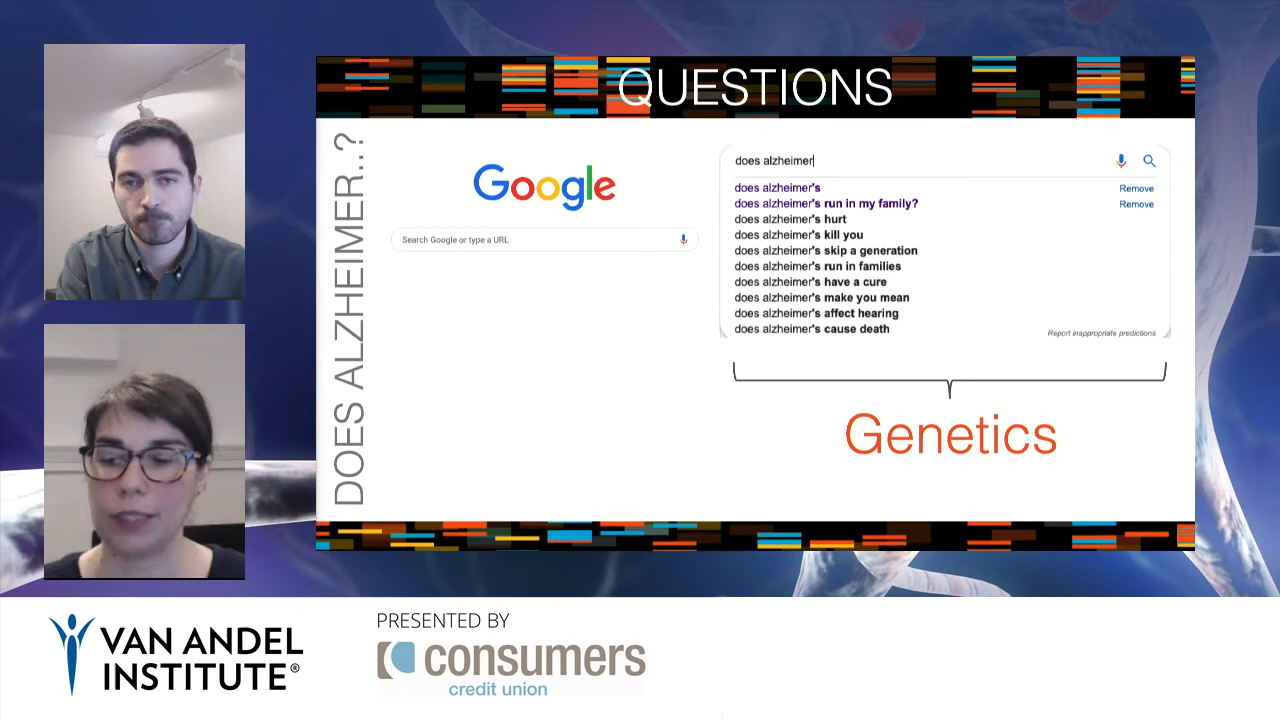 QUESTIONS
DOES ALZHEIMER..?
Google
Search Google or type a URL
does alzheimer
does alzheimer's
Remove
does alzheimer's run in my family?
Remove
does alzheimer's hurt
does alzheimer's kill you
does alzheimer's skip a generation
does alzheimer's run in families
does alzheimer's have a cure
does alzheimer's make you mean
does alzheimer's affect hearing
does alzheimer's cause death
Report inappropriate predictions
Genetics
VAN ANDEL
INSTITUTE®
PRESENTED BY
consumers
credit union